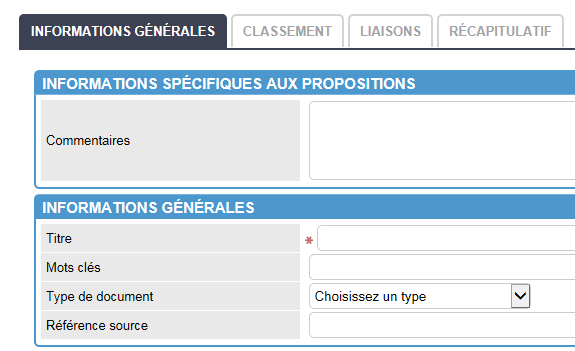 INFORMATIONS GÉNÉRALES CLASSEMENT LIAISONS RÉCAPITULATIF
INFORMATIONS SPÉCIFIQUES AUX PROPOSITIONS
Commentaires
INFORMATIONS GÉNÉRALES
Titre *
Mots clés
Type de document Choisissez un type
Référence source